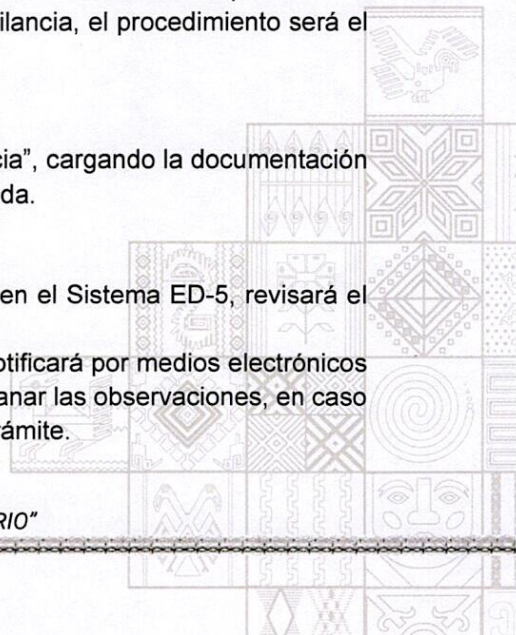 ilancia, el procedimiento será el
cia”, cargando la documentación
da.
en el Sistema ED-5, revisará el
otificará por medios electrónicos
anar las observaciones, en caso
rámite.
RIO”